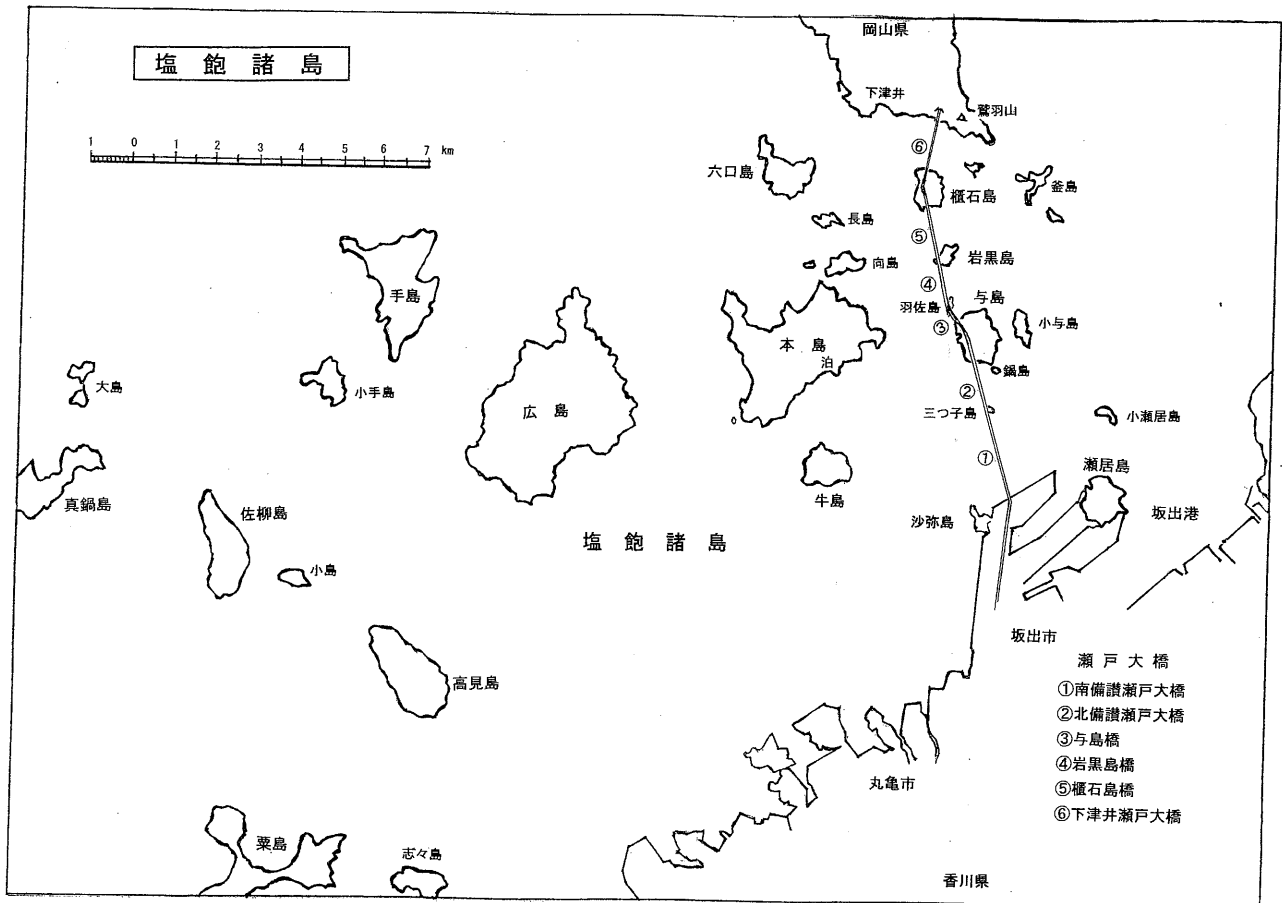 塩飽諸島
岡山県
下津井
鷲羽山
1 0 1 2 3 4 5 6 7 km
⑥
六口島
櫃石島
釜島
長島
⑤
向島
岩黒島
手島
④
羽佐島
与島
③
小与島
本島
泊
鍋島
大島
小手島
②
広島
三つ子島
小瀬居島
①
瀬居島
真鍋島
牛島
佐柳島
沙弥島
坂出港
塩飽諸島
小島
坂出市
高見島
瀬戸大橋
①南備讃瀬戸大橋
②北備讃瀬戸大橋
③与島橋
④岩黒島橋
⑤櫃石島橋
⑥下津井瀬戸大橋
丸亀市
粟島
志々島
香川県